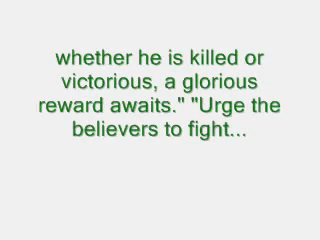 whether he is killed or
victorious, a glorious
reward awaits." "Urge the
believers to fight...